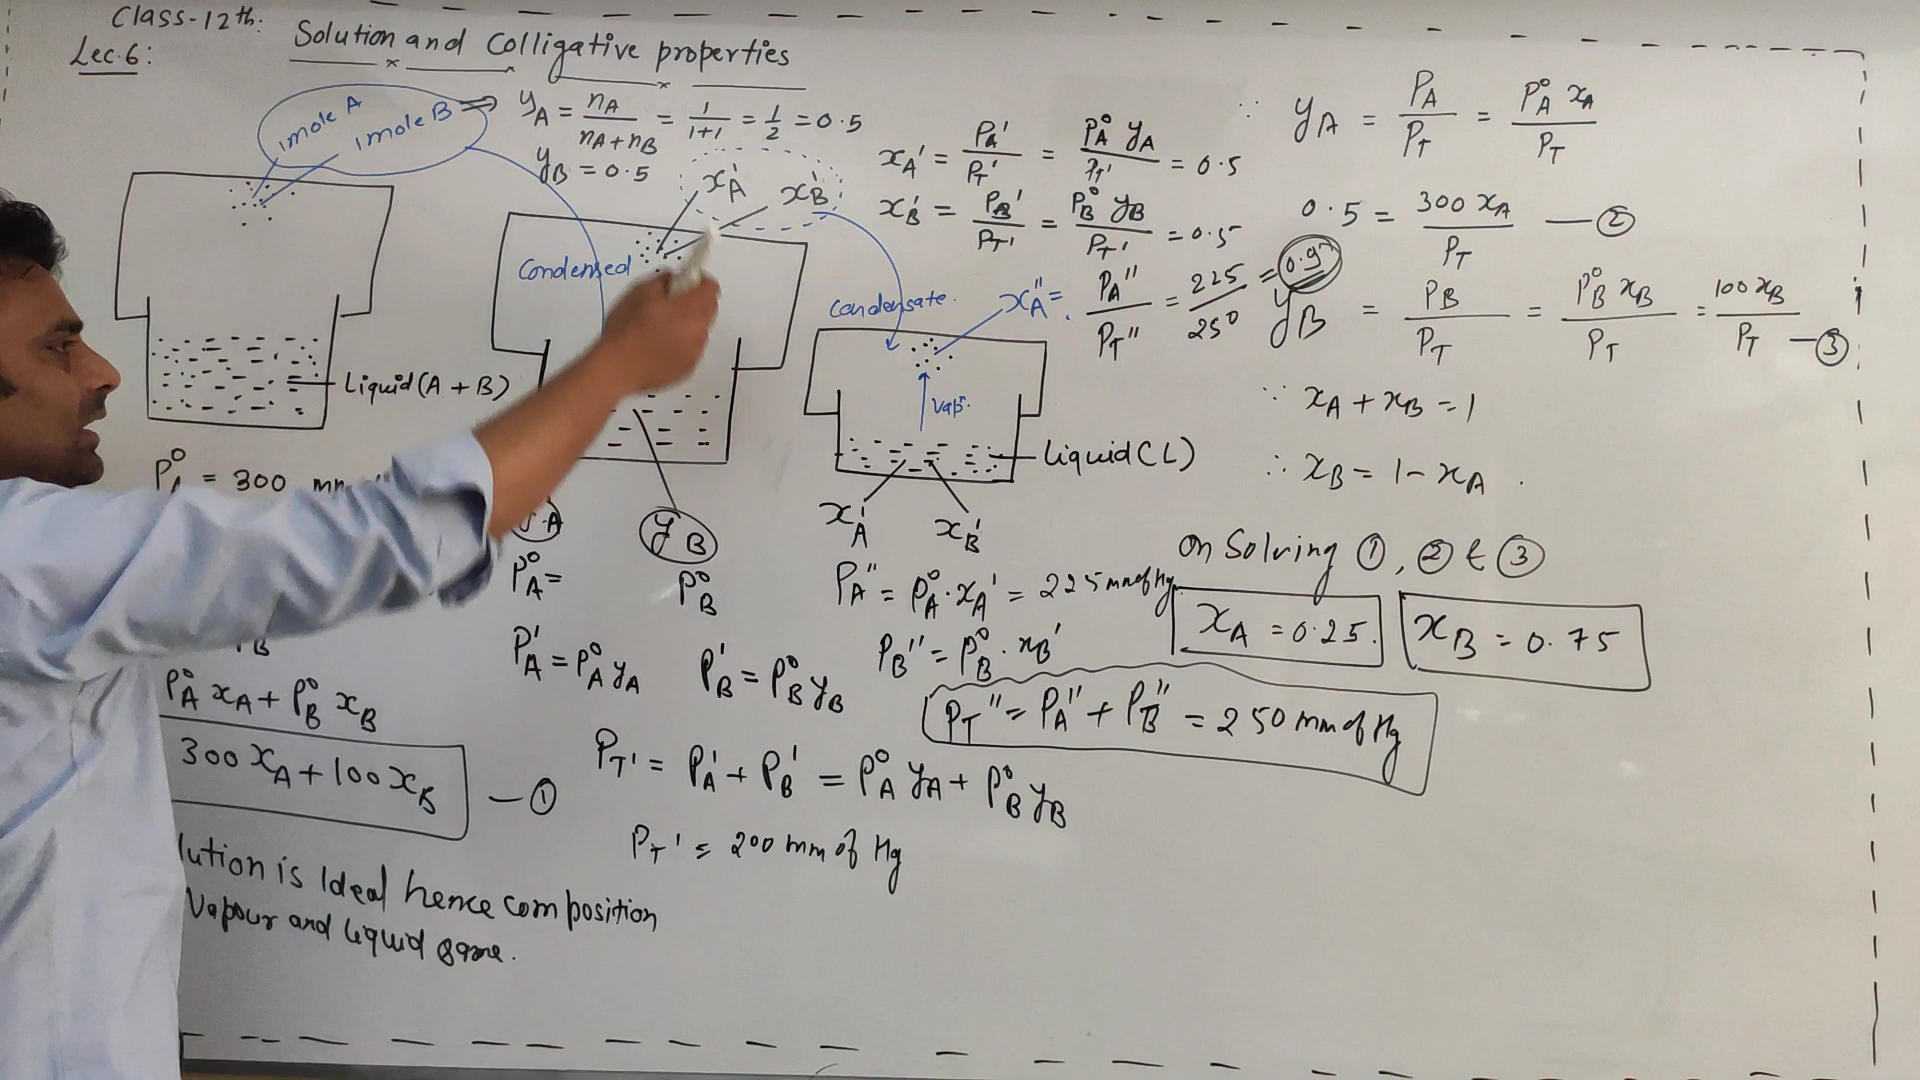 Class-12th:
Lec.6:
Solution and Colligative properties
1mole A
1mole B ⇒ yA = nA/(nA+nB) = 1/(1+1) = 1/2 = 0.5
yB = 0.5
xA' xB'
Condensed
Liquid (A + B)
P°A = 300 mm
yB
P°A =
P°B
P'A = P°A yA
P'B = P°B yB
PB
P°A xA + P°B xB
300 xA + 100 xB — ①
PT' = P'A + P'B = P°A yA + P°B yB
PT' = 200 mm of Hg
lution is Ideal hence composition
Vapour and liquid same.
xA' = PA'/PT' = P°A yA/PT' = 0.5
xB' = PB'/PT' = P°B yB/PT' = 0.5
Condensate.
xA'' = PA''/PT'' = 225/250 =
Vap.
Liquid (L)
xA' xB'
PA'' = P°A . xA' = 225 mm of Hg
PB'' = P°B . xB'
PT'' = PA'' + PB'' = 250 mm of Hg
∵ yA = PA/PT = P°A xA/PT
0.5 = 300 xA/PT — ②
yB = PB/PT = P°B xB/PT = 100 xB/PT — ③
∵ xA + xB = 1
∴ xB = 1 - xA .
on Solving ①, ② & ③
xA = 0.25.
xB = 0.75